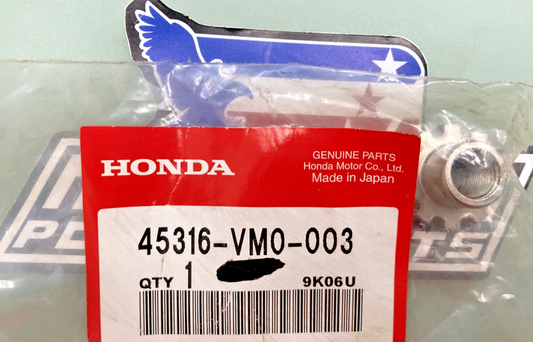 HONDA
GENUINE PARTS
Honda Motor Co., Ltd.
Made in Japan
45316-VM0-003
QTY 1 9K06U